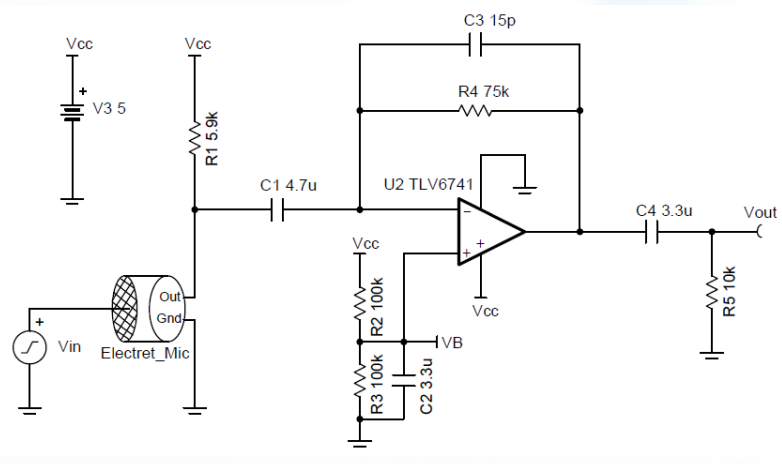 C3 15p
Vcc
Vcc
+
V3 5
R4 75k
R1 5.9k
C1 4.7u
U2 TLV6741
−
+
+
C4 3.3u
Vout
Vcc
Vcc
R2 100k
R5 10k
Out
Gnd
+
Vin
Electret_Mic
VB
R3 100k
C2 3.3u